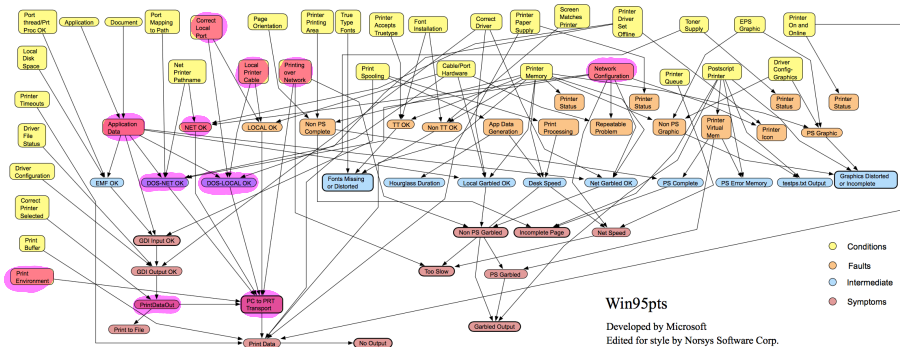 Port
Pnread/Prt
Proc OK
Application
Document
Port
Mapping
to Path
Correct
Local
Port
Page
Orientation
Printer
Printing
Area
True
Type
Fonts
Printer
Accepts
Truetype
Font
Installation
Correct
Driver
Printer
Paper
Supply
Screen
Matches
Printer
Printer
Driver
Set
Offline
Toner
Supply
EPS
Graphic
Printer
On and
Online
Local
Disk
Space
Net
Printer
Pathname
Local
Printer
Cable
Printing
over
Network
Print
Spooling
Cable/Port
Hardware
Printer
Memory
Network
Configuration
Printer
Queue
Postscript
Printer
Driver
Config-
Graphics
Printer
Status
Printer
Timeouts
Printer
Status
Printer
Status
Printer
Status
Application
Data
NET OK
LOCAL OK
Non PS
Complete
TT OK
Non TT OK
App Data
Generation
Print
Processing
Repeatable
Problem
Non PS
Graphic
Printer
Virtual
Mem
Printer
Icon
PS Graphic
Driver
File
Status
Driver
Configuration
EMF OK
DOS-NET OK
DOS-LOCAL OK
Fonts Missing
or Distorted
Hourglass Duration
Local Garbled OK
Desk Speed
Net Garbled OK
PS Complete
PS Error Memory
testps.txt Output
Graphica Distorted
or Incomplete
Correct
Printer
Selected
Print
Buffer
GDI Input OK
Non PS Garbled
Incomplete Page
Net Speed
Conditions
Print
Environment
GDI Output OK
Too Slow
PS Garbled
Faults
Intermediate
PrintDataOut
PC to PRT
Transport
Win95pts
Symptoms
Print to File
Garbled Output
Developed by Microsoft
Print Data
No Output
Edited for style by Norsys Software Corp.